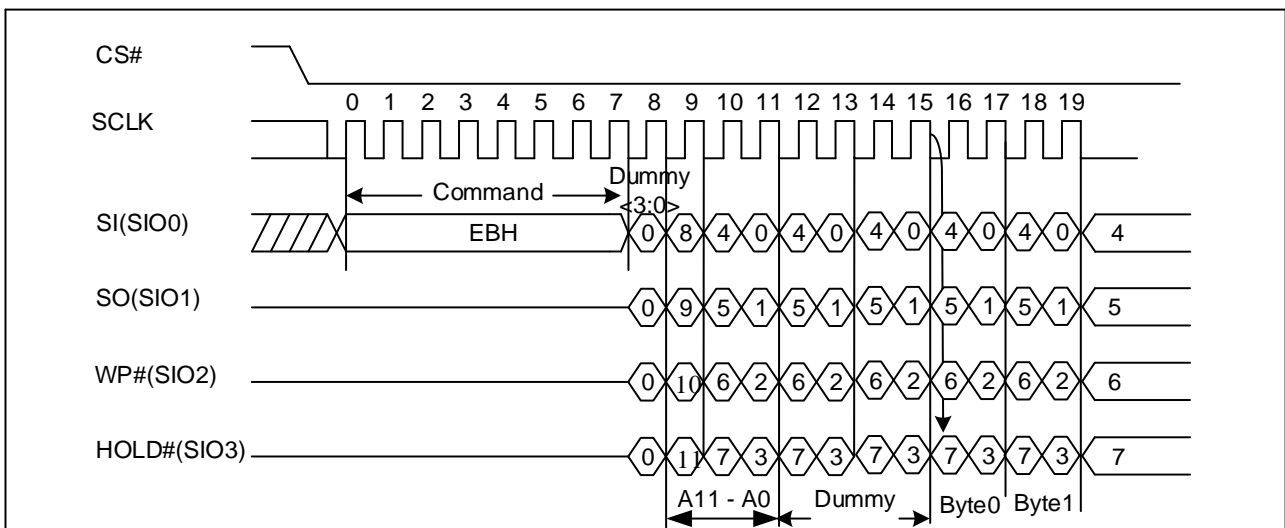 CS#
0 1 2 3 4 5 6 7 8 9 10 11 12 13 14 15 16 17 18 19
SCLK
Command
Dummy
<3:0>
SI(SIO0)
EBH
0 8 4 0 4 0 4 0 4 0 4 0 4
SO(SIO1)
0 9 5 1 5 1 5 1 5 1 5 1 5
WP#(SIO2)
0 10 6 2 6 2 6 2 6 2 6 2 6
HOLD#(SIO3)
0 11 7 3 7 3 7 3 7 3 7 3 7
A11 - A0 Dummy Byte0 Byte1